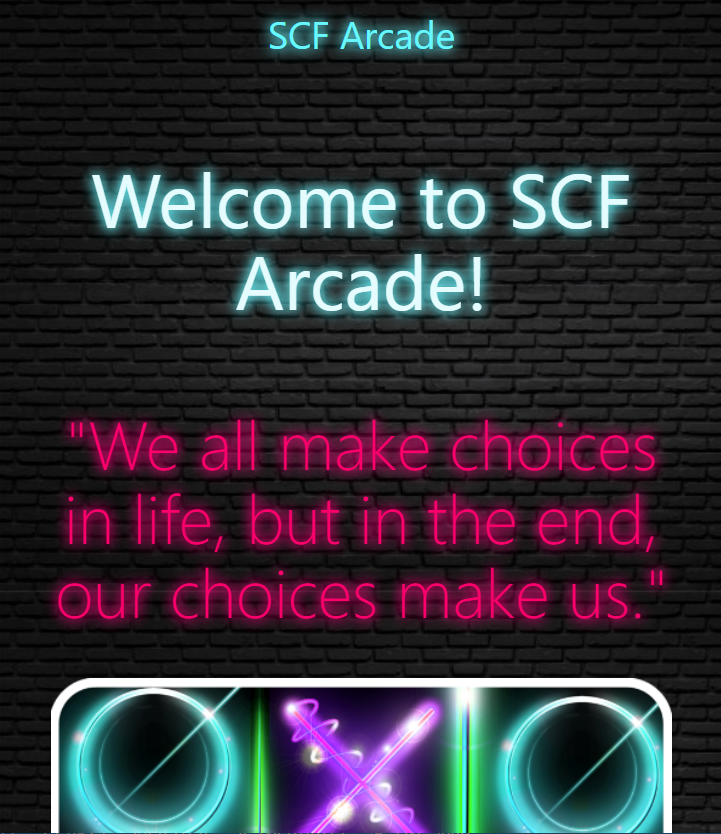 SCF Arcade
Welcome to SCF
Arcade!
"We all make choices
in life, but in the end,
our choices make us."